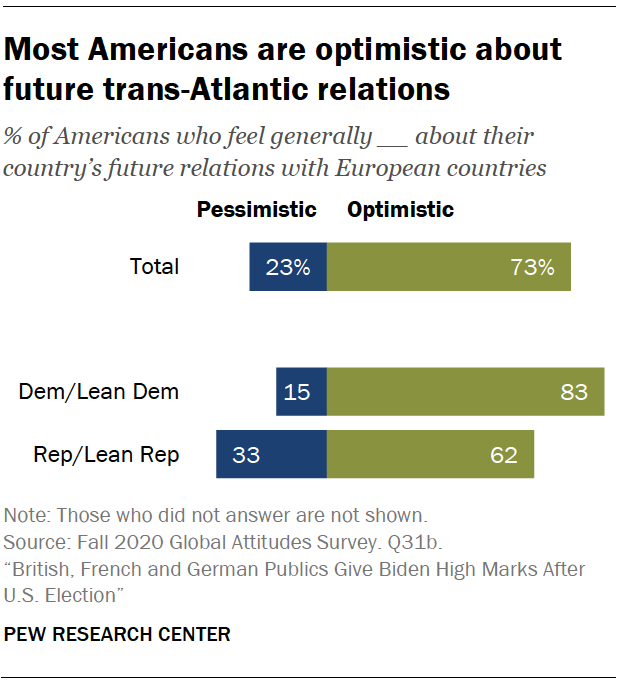 Most Americans are optimistic about
future trans-Atlantic relations
% of Americans who feel generally __ about their
country’s future relations with European countries
Pessimistic Optimistic
Total 23% 73%
Dem/Lean Dem 15 83
Rep/Lean Rep 33 62
Note: Those who did not answer are not shown.
Source: Fall 2020 Global Attitudes Survey. Q31b.
“British, French and German Publics Give Biden High Marks After
U.S. Election”
PEW RESEARCH CENTER